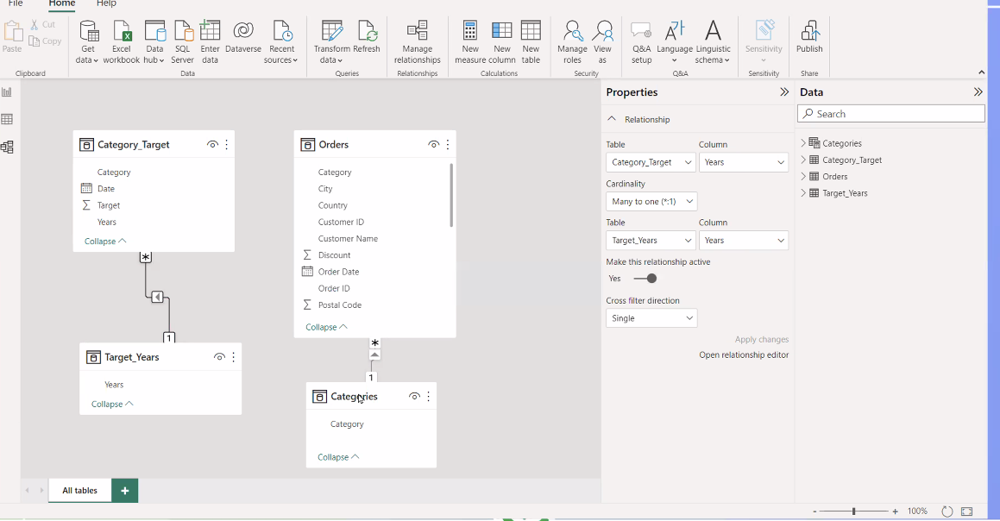 File
Home
Help
Paste
Cut
Copy
Get
data
Excel
workbook
Data
hub
SQL
Server
Enter
data
Dataverse
Recent
sources
Transform
data
Refresh
Manage
relationships
New
measure
New
column
New
table
Manage
roles
View
as
Q&A
setup
Language
Linguistic
schema
Sensitivity
Publish
Clipboard
Data
Queries
Relationships
Calculations
Security
Q&A
Sensitivity
Share
Category_Target
Category
Date
Target
Years
Collapse
*
1
Target_Years
Years
Collapse
Orders
Category
City
Country
Customer ID
Customer Name
Discount
Order Date
Order ID
Postal Code
Collapse
*
1
Categories
Category
Collapse
All tables
+
Properties
Relationship
Table
Column
Category_Target
Years
Cardinality
Many to one (*:1)
Table
Column
Target_Years
Years
Make this relationship active
Yes
Cross filter direction
Single
Apply changes
Open relationship editor
Data
Search
Categories
Category_Target
Orders
Target_Years
- + 100%